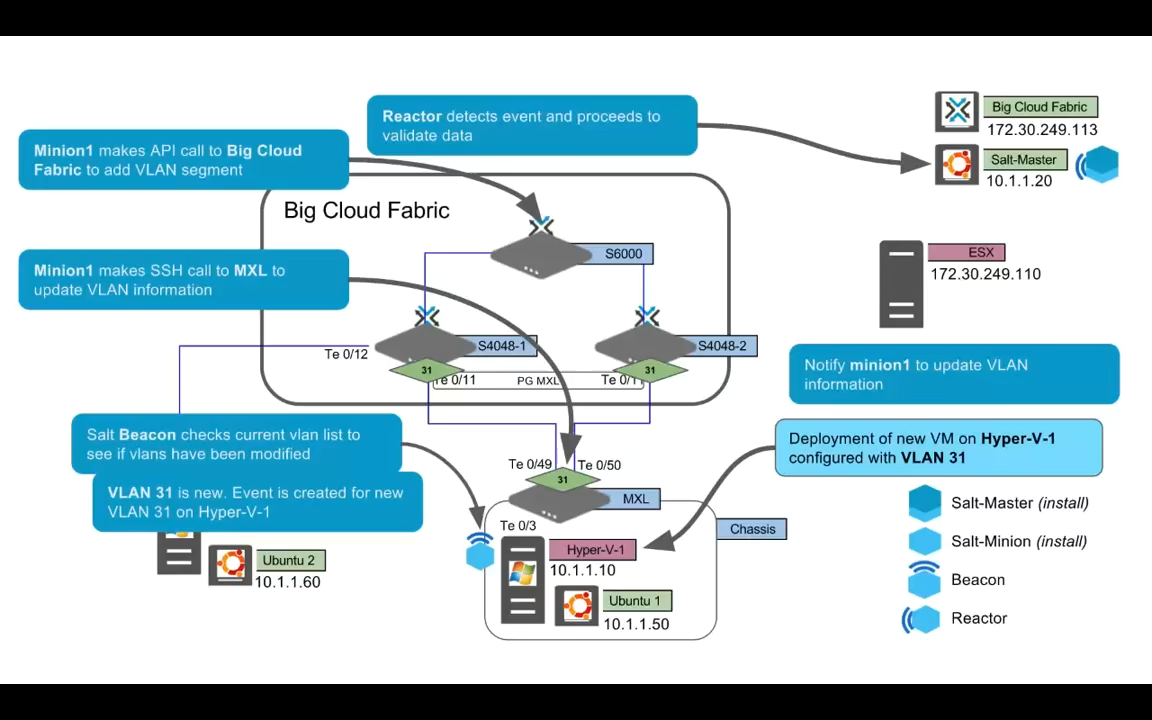 Reactor detects event and proceeds to
validate data
Big Cloud Fabric
172.30.249.113
Salt-Master
10.1.1.20
Minion1 makes API call to Big Cloud
Fabric to add VLAN segment
Big Cloud Fabric
S6000
ESX
172.30.249.110
Minion1 makes SSH call to MXL to
update VLAN information
S4048-1
S4048-2
Te 0/12
31
31
Te 0/11
PG MXL
Te 0/11
Notify minion1 to update VLAN
information
Salt Beacon checks current vlan list to
see if vlans have been modified
Deployment of new VM on Hyper-V-1
configured with VLAN 31
Te 0/49
Te 0/50
31
VLAN 31 is new. Event is created for new
VLAN 31 on Hyper-V-1
MXL
Chassis
Te 0/3
Hyper-V-1
10.1.1.10
Ubuntu 1
10.1.1.50
Ubuntu 2
10.1.1.60
Salt-Master (install)
Salt-Minion (install)
Beacon
Reactor